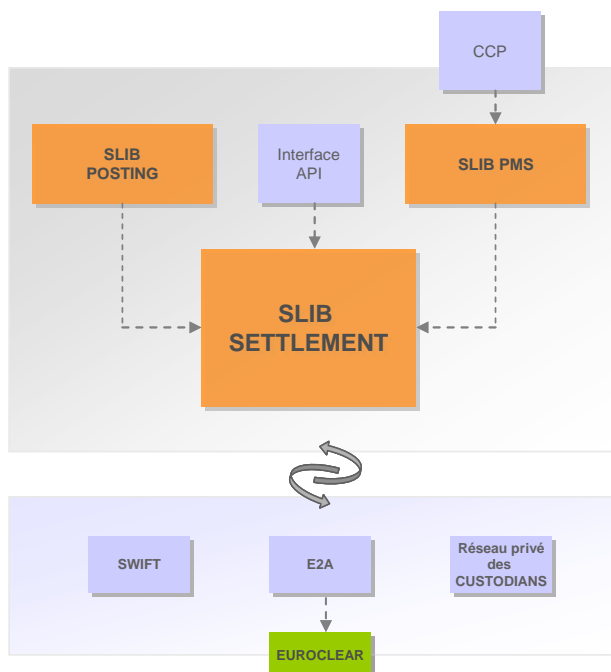 CCP
SLIB
POSTING
Interface
API
SLIB PMS
SLIB
SETTLEMENT
SWIFT
E2A
Réseau privé
des
CUSTODIANS
EUROCLEAR